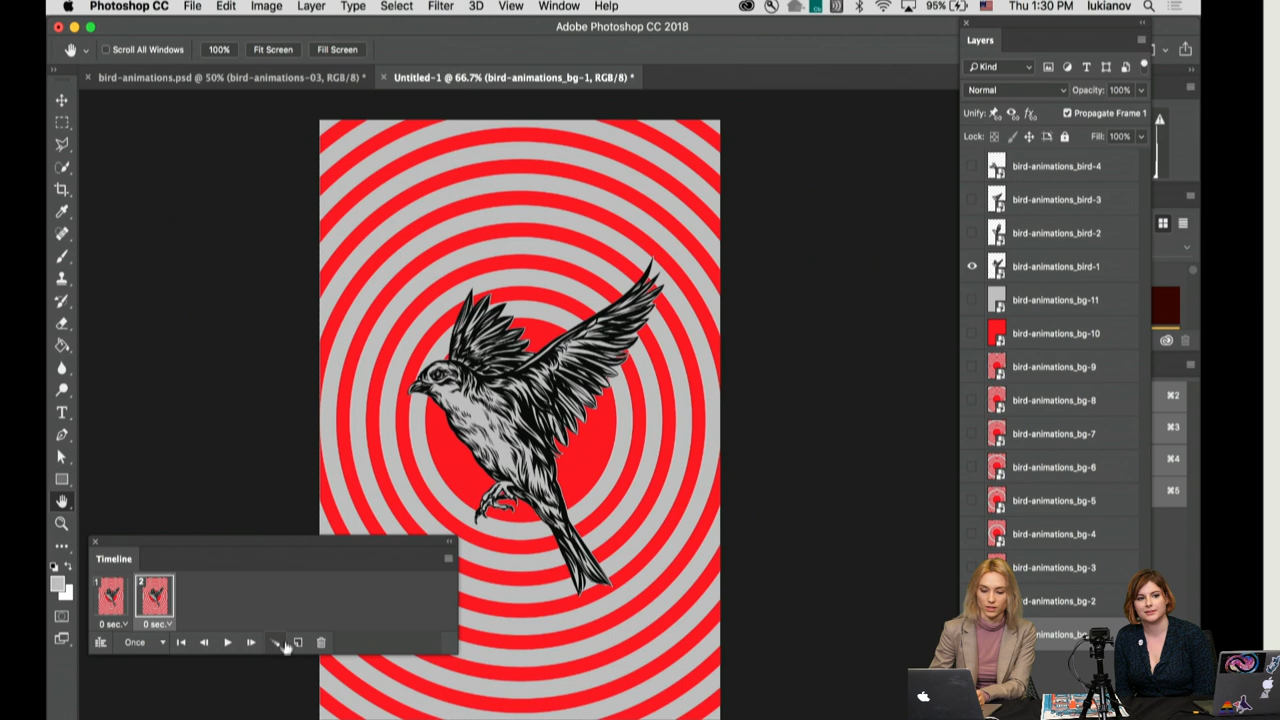 Photoshop CC File Edit Image Layer Type Select Filter 3D View Window Help 95% Thu 1:30 PM lukianov
Adobe Photoshop CC 2018
Scroll All Windows 100% Fit Screen Fill Screen
bird-animations.psd @ 50% (bird-animations-03, RGB/8) * Untitled-1 @ 66.7% (bird-animations_bg-1, RGB/8) *
Layers
Kind
Normal Opacity: 100%
Unify: Propagate Frame 1
Lock: Fill: 100%
bird-animations_bird-4
bird-animations_bird-3
bird-animations_bird-2
bird-animations_bird-1
bird-animations_bg-11
bird-animations_bg-10
bird-animations_bg-9
bird-animations_bg-8
⌘2
bird-animations_bg-7
⌘3
bird-animations_bg-6
⌘4
bird-animations_bg-5
⌘5
bird-animations_bg-4
bird-animations_bg-3
Timeline
1 2
0 sec. 0 sec.
Once